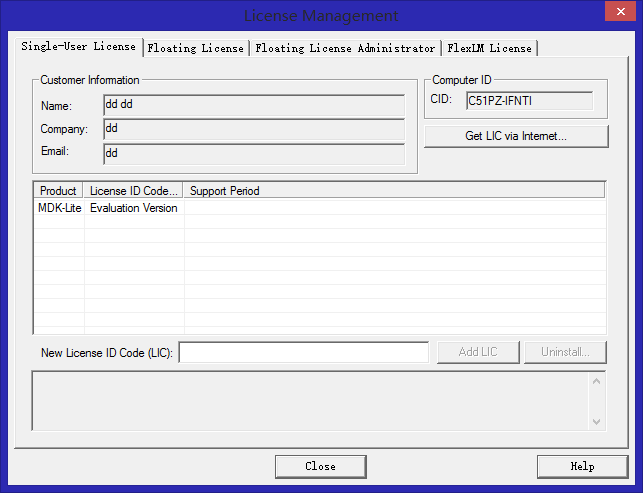 License Management
Single-User License
Floating License
Floating License Administrator
FlexLM License
Customer Information
Name: dd dd
Company: dd
Email: dd
Computer ID
CID: C51PZ-IFNTI
Get LIC via Internet...
Product License ID Code... Support Period
MDK-Lite Evaluation Version
New License ID Code (LIC): Add LIC Uninstall...
Close Help